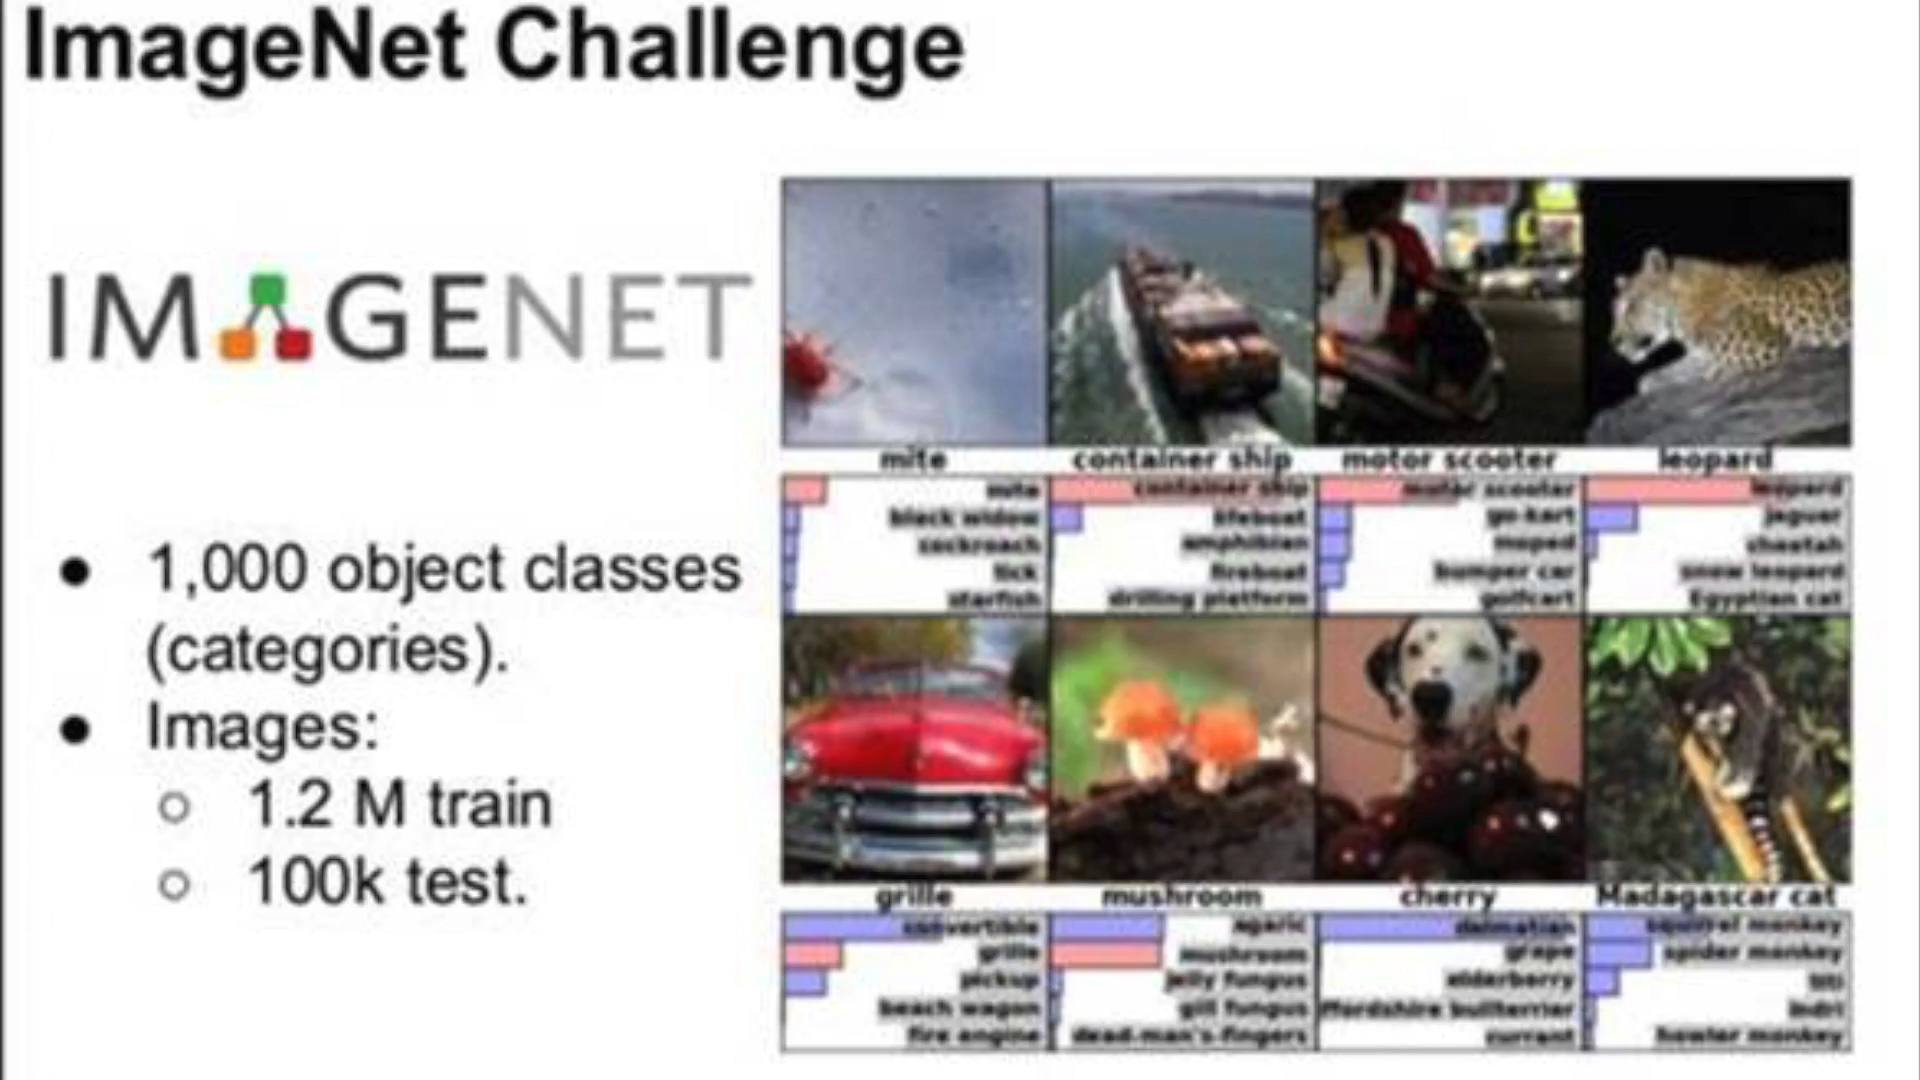 ImageNet Challenge
IMAGENET
1,000 object classes
(categories).
Images:
1.2 M train
100k test.
mite
container ship
motor scooter
leopard
mite
black widow
cockroach
tick
starfish
container ship
lifeboat
amphibian
fireboat
drilling platform
motor scooter
go-kart
moped
bumper car
golfcart
leopard
jaguar
cheetah
snow leopard
Egyptian cat
grille
mushroom
cherry
Madagascar cat
convertible
grille
pickup
beach wagon
fire engine
agaric
mushroom
jelly fungus
gill fungus
dead-man's-fingers
dalmatian
grape
elderberry
ffordshire bullterrier
currant
squirrel monkey
spider monkey
titi
indri
howler monkey